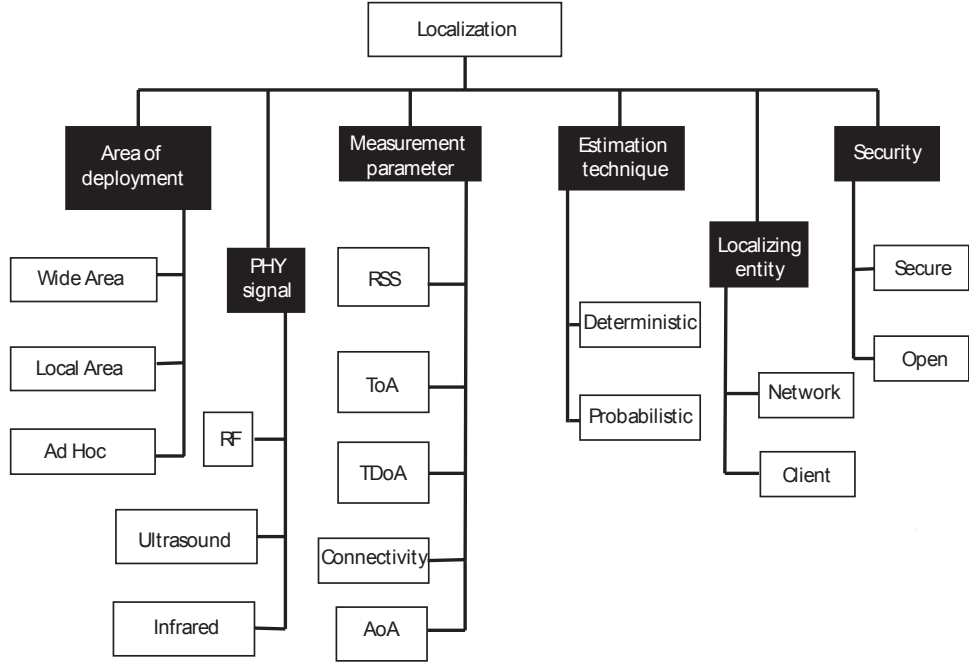 Localization
Area of
deployment
Wide Area
Local Area
Ad Hoc
PHY
signal
RF
Ultrasound
Infrared
Measurement
parameter
RSS
ToA
TDoA
Connectivity
AoA
Estimation
technique
Deterministic
Probabilistic
Localizing
entity
Network
Client
Security
Secure
Open